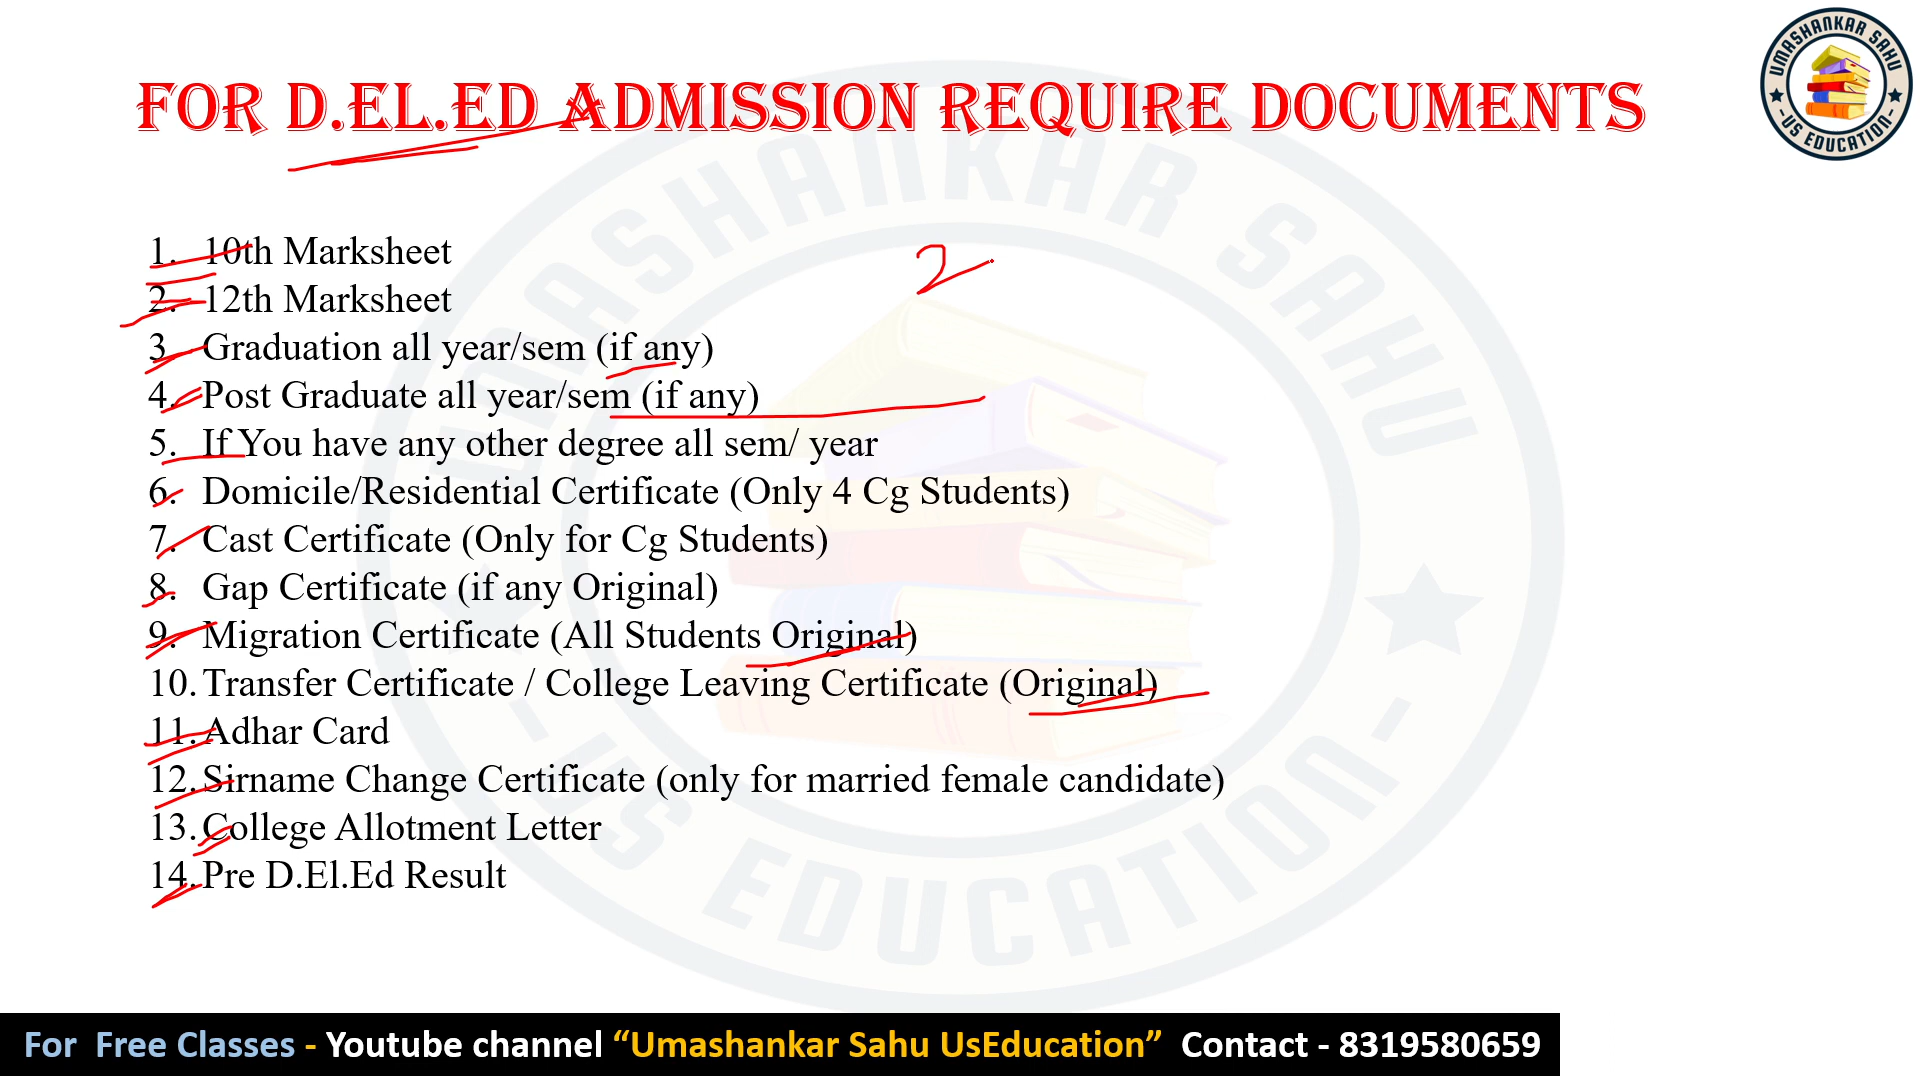 FOR D.EL.ED ADMISSION REQUIRE DOCUMENTS
UMASHANKAR SAHU
US EDUCATION
1. 10th Marksheet
2. 12th Marksheet
3. Graduation all year/sem (if any)
4. Post Graduate all year/sem (if any)
5. If You have any other degree all sem/ year
6. Domicile/Residential Certificate (Only 4 Cg Students)
7. Cast Certificate (Only for Cg Students)
8. Gap Certificate (if any Original)
9. Migration Certificate (All Students Original)
10. Transfer Certificate / College Leaving Certificate (Original)
11. Adhar Card
12. Sirname Change Certificate (only for married female candidate)
13. College Allotment Letter
14. Pre D.El.Ed Result
2
UMASHANKAR SAHU
US EDUCATION
For Free Classes - Youtube channel “Umashankar Sahu UsEducation” Contact - 8319580659